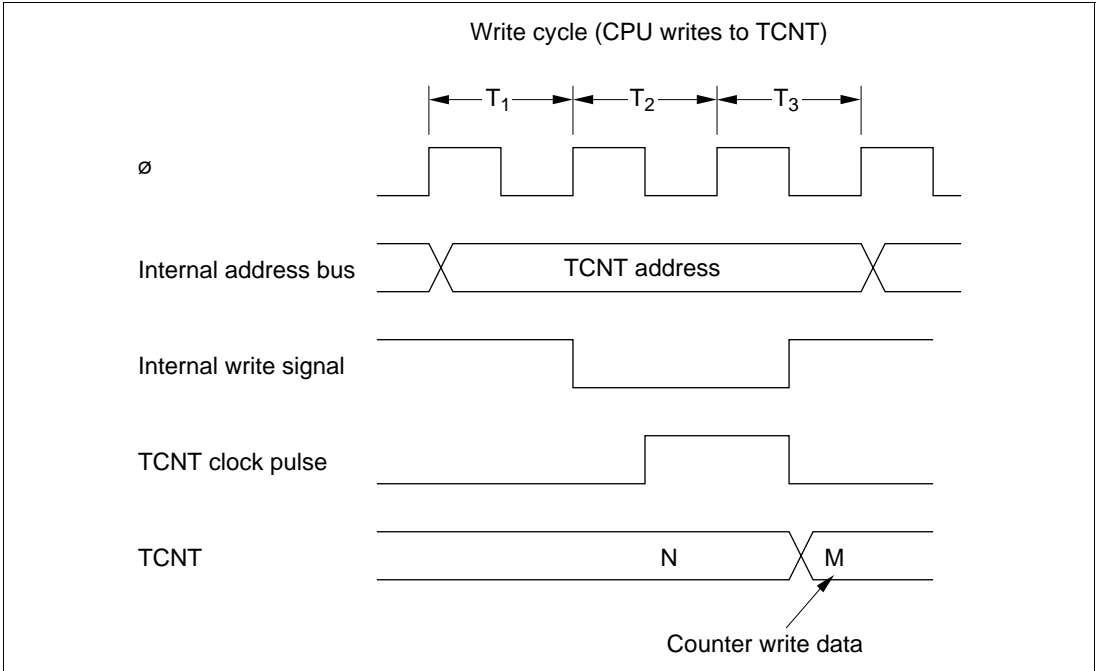 Write cycle (CPU writes to TCNT)
T₁ T₂ T₃
ø
Internal address bus TCNT address
Internal write signal
TCNT clock pulse
TCNT N M
Counter write data